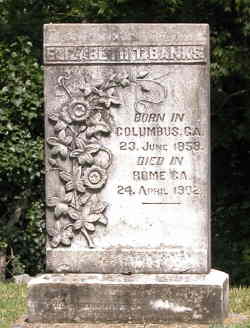 ELIZABETH T. BANKS
BORN IN
COLUMBUS, GA.
23. JUNE 1858.
DIED IN
ROME GA.
24. APRIL 1902.